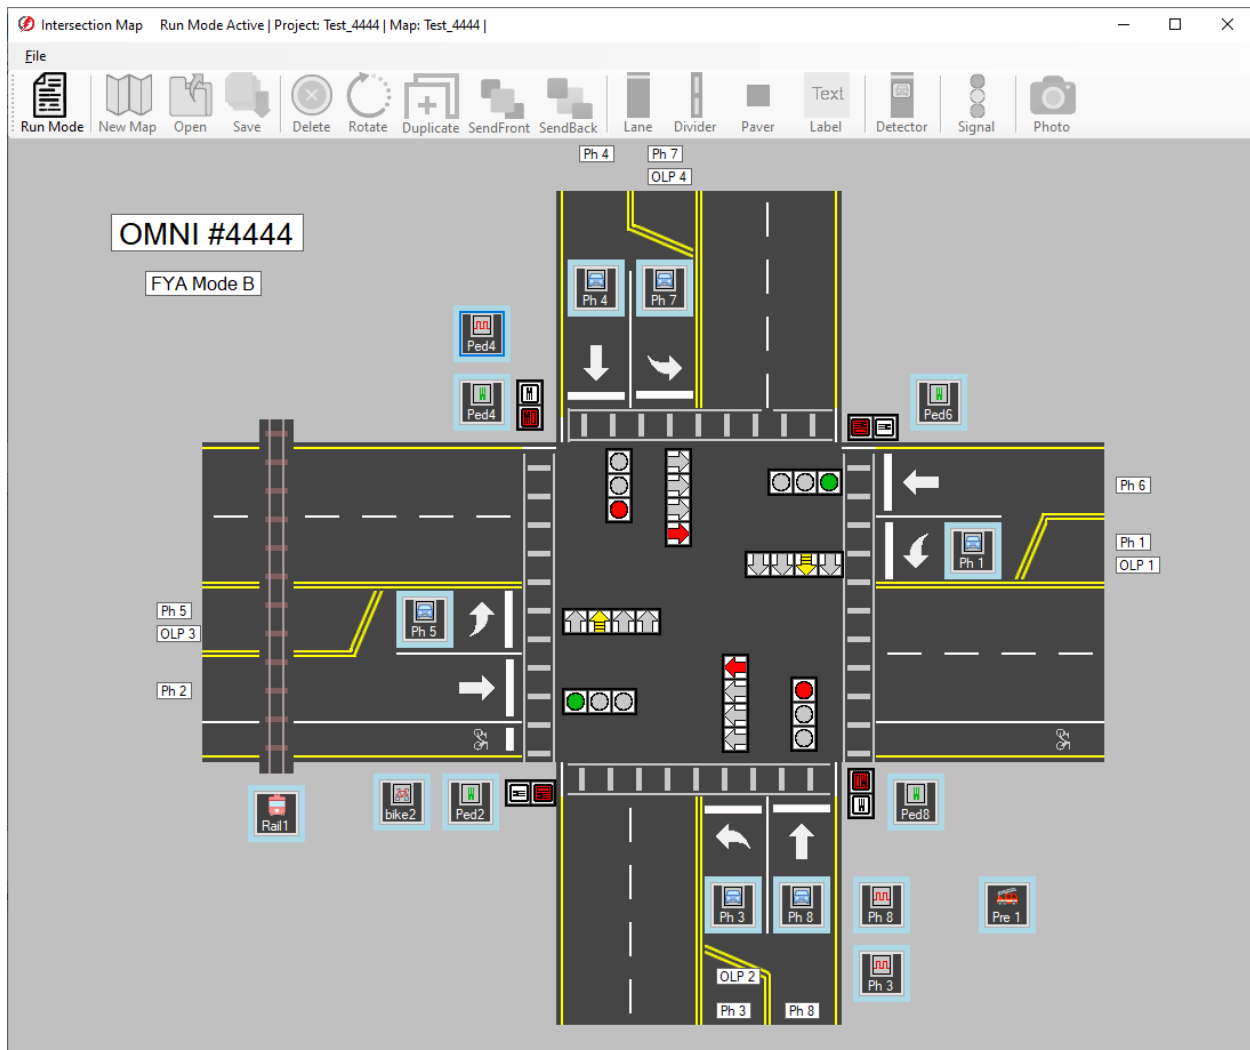 Intersection Map Run Mode Active | Project: Test_4444 | Map: Test_4444 |
File
Run Mode New Map Open Save Delete Rotate Duplicate SendFront SendBack Lane Divider Paver Text Label Detector Signal Photo
Ph 4 Ph 7
OLP 4
OMNI #4444
FYA Mode B
Ph 4 Ph 7
Ped4
Ped4 Ped6
Ph 6
Ph 1
Ph 1
OLP 1
Ph 5
Ph 5
OLP 3
Ph 2
Rail1 bike2 Ped2 Ped8
Ph 3 Ph 8 Ph 8 Pre 1
OLP 2
Ph 3
Ph 3 Ph 8